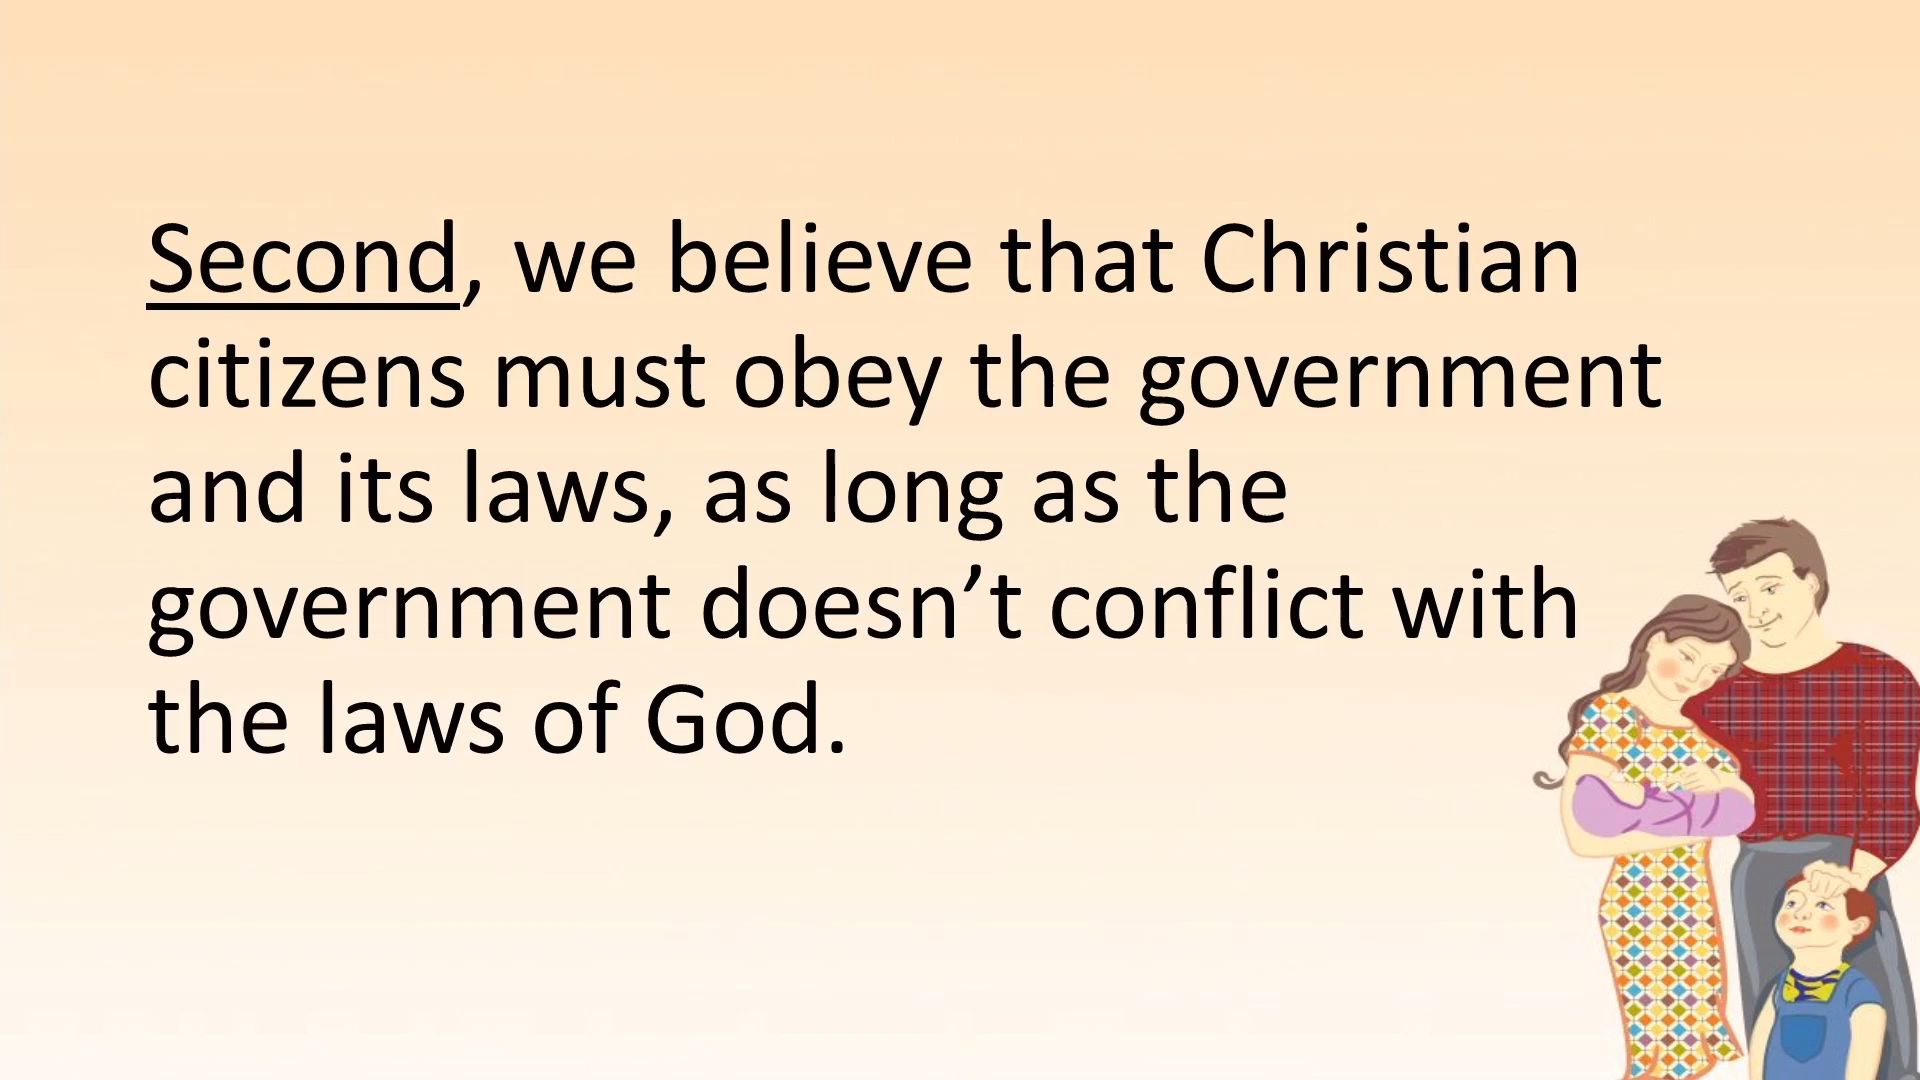 Second, we believe that Christian
citizens must obey the government
and its laws, as long as the
government doesn’t conflict with
the laws of God.